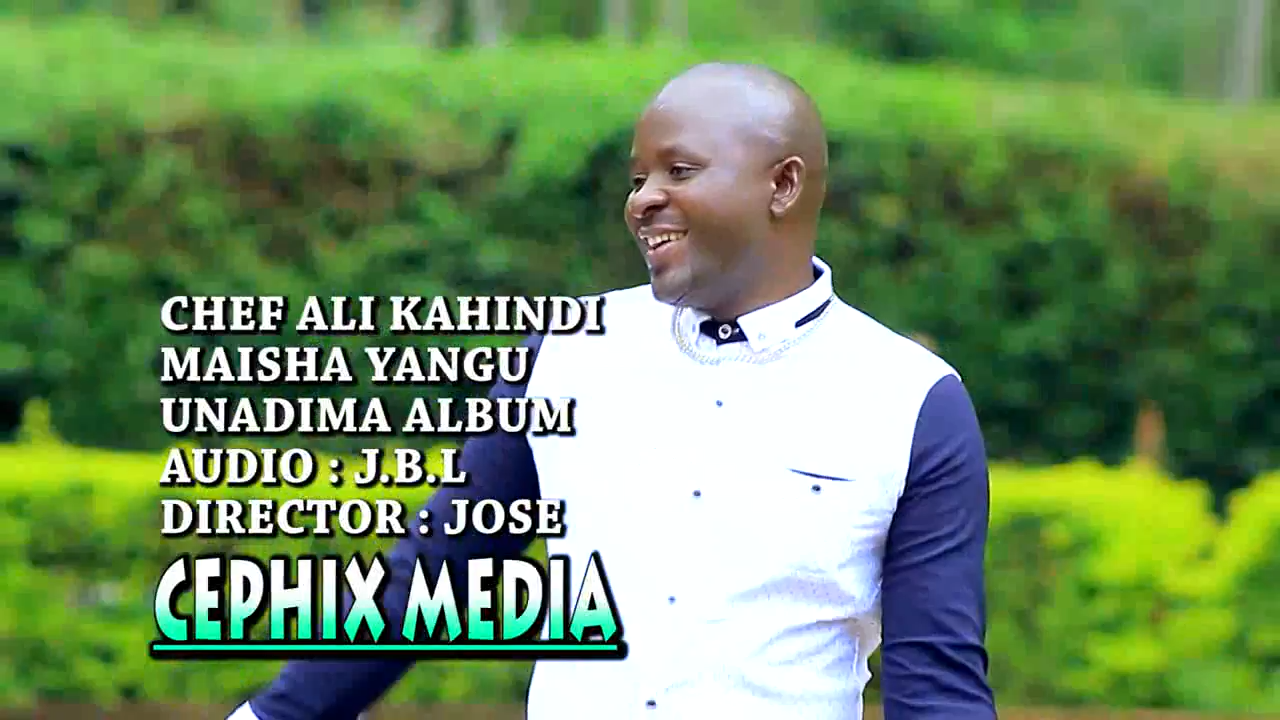 CHEF ALI KAHINDI
MAISHA YANGU
UNADIMA ALBUM
AUDIO : J.B.L
DIRECTOR : JOSE
CEPHIX MEDIA